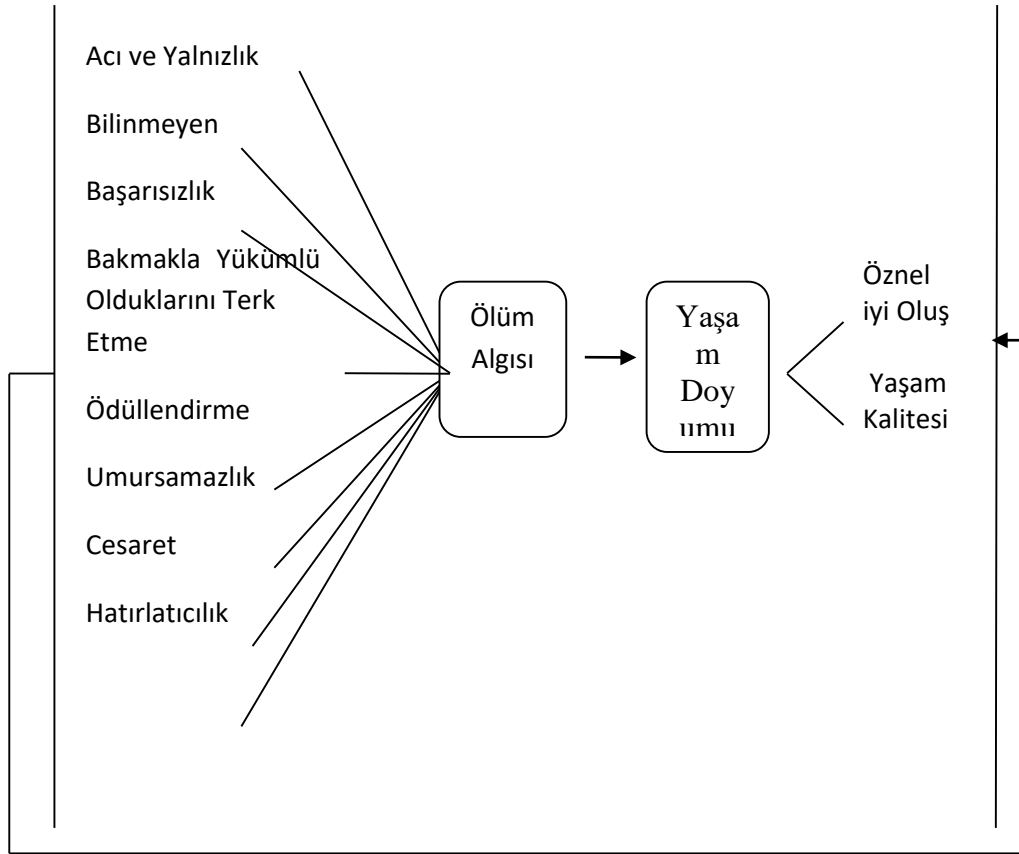 Acı ve Yalnızlık
Bilinmeyen
Başarısızlık
Bakmakla Yükümlü
Olduklarını Terk
Etme
Ödüllendirme
Umursamazlık
Cesaret
Hatırlatıcılık
Ölüm
Algısı
Yaşa
m
Doy
umu
Öznel
iyi Oluş
Yaşam
Kalitesi